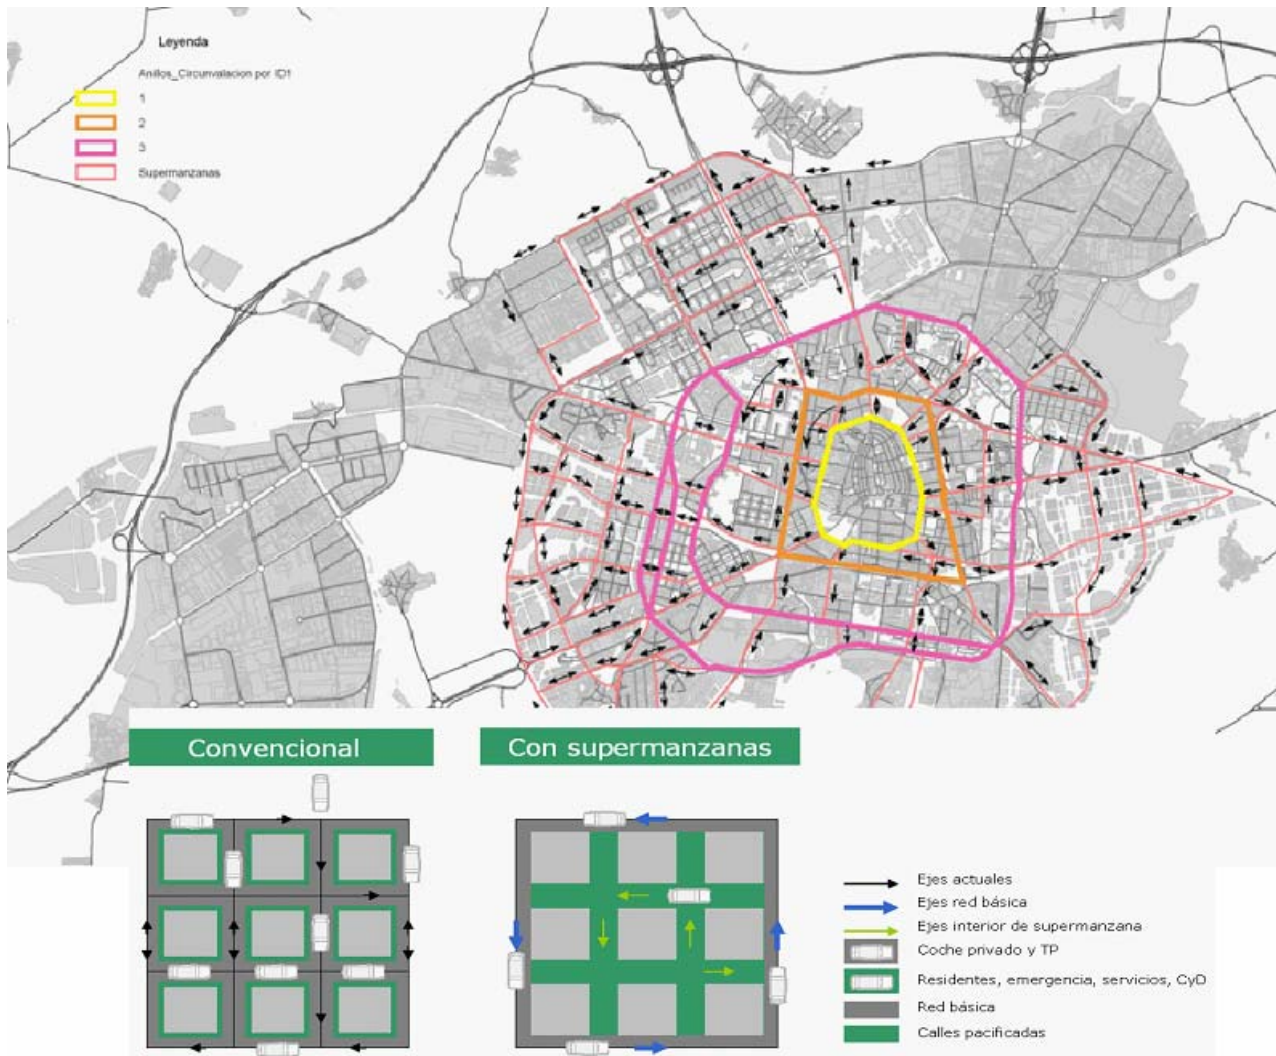 Leyenda
Anillos_Circunvalacion por ID1
1
2
3
Supermanzanas
Convencional
Con supermanzanas
Ejes actuales
Ejes red básica
Ejes interior de supermanzana
Coche privado y TP
Residentes, emergencia, servicios, CyD
Red básica
Calles pacificadas